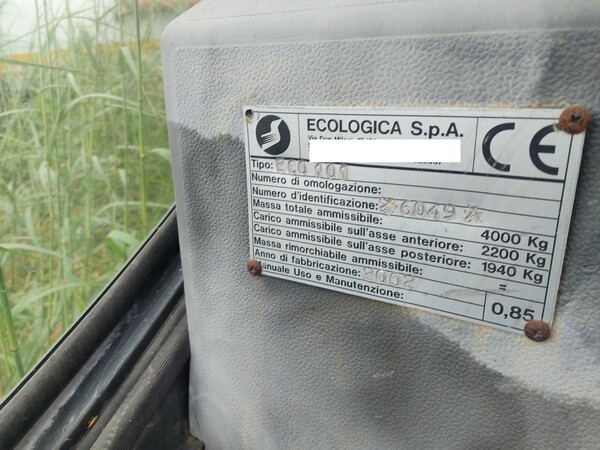 ECOLOGICA S.p.A.
CE
Tipo: ECO 101
Numero di omologazione:
Numero d'identificazione: *6049*
Massa totale ammissibile: 4000 Kg
Carico ammissibile sull'asse anteriore: 2200 Kg
Carico ammissibile sull'asse posteriore: 1940 Kg
Massa rimorchiabile ammissibile: =
Anno di fabbricazione: 2002
Manuale Uso e Manutenzione: 0,85